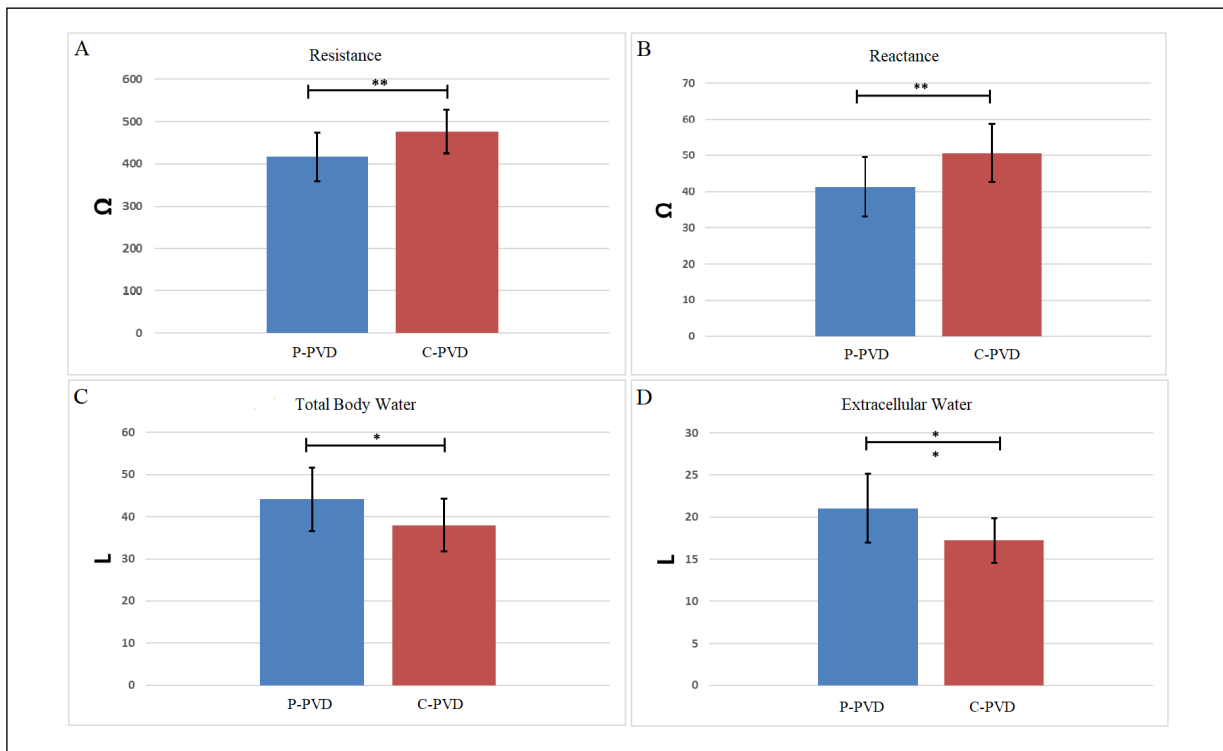 A
Resistance
600
500
400
300
200
100
0
Ω
**
P-PVD C-PVD
B
Reactance
70
60
50
40
30
20
10
0
Ω
**
P-PVD C-PVD
C
Total Body Water
60
50
40
30
20
10
0
L
*
P-PVD C-PVD
D
Extracellular Water
30
25
20
15
10
5
0
L
*
*
P-PVD C-PVD